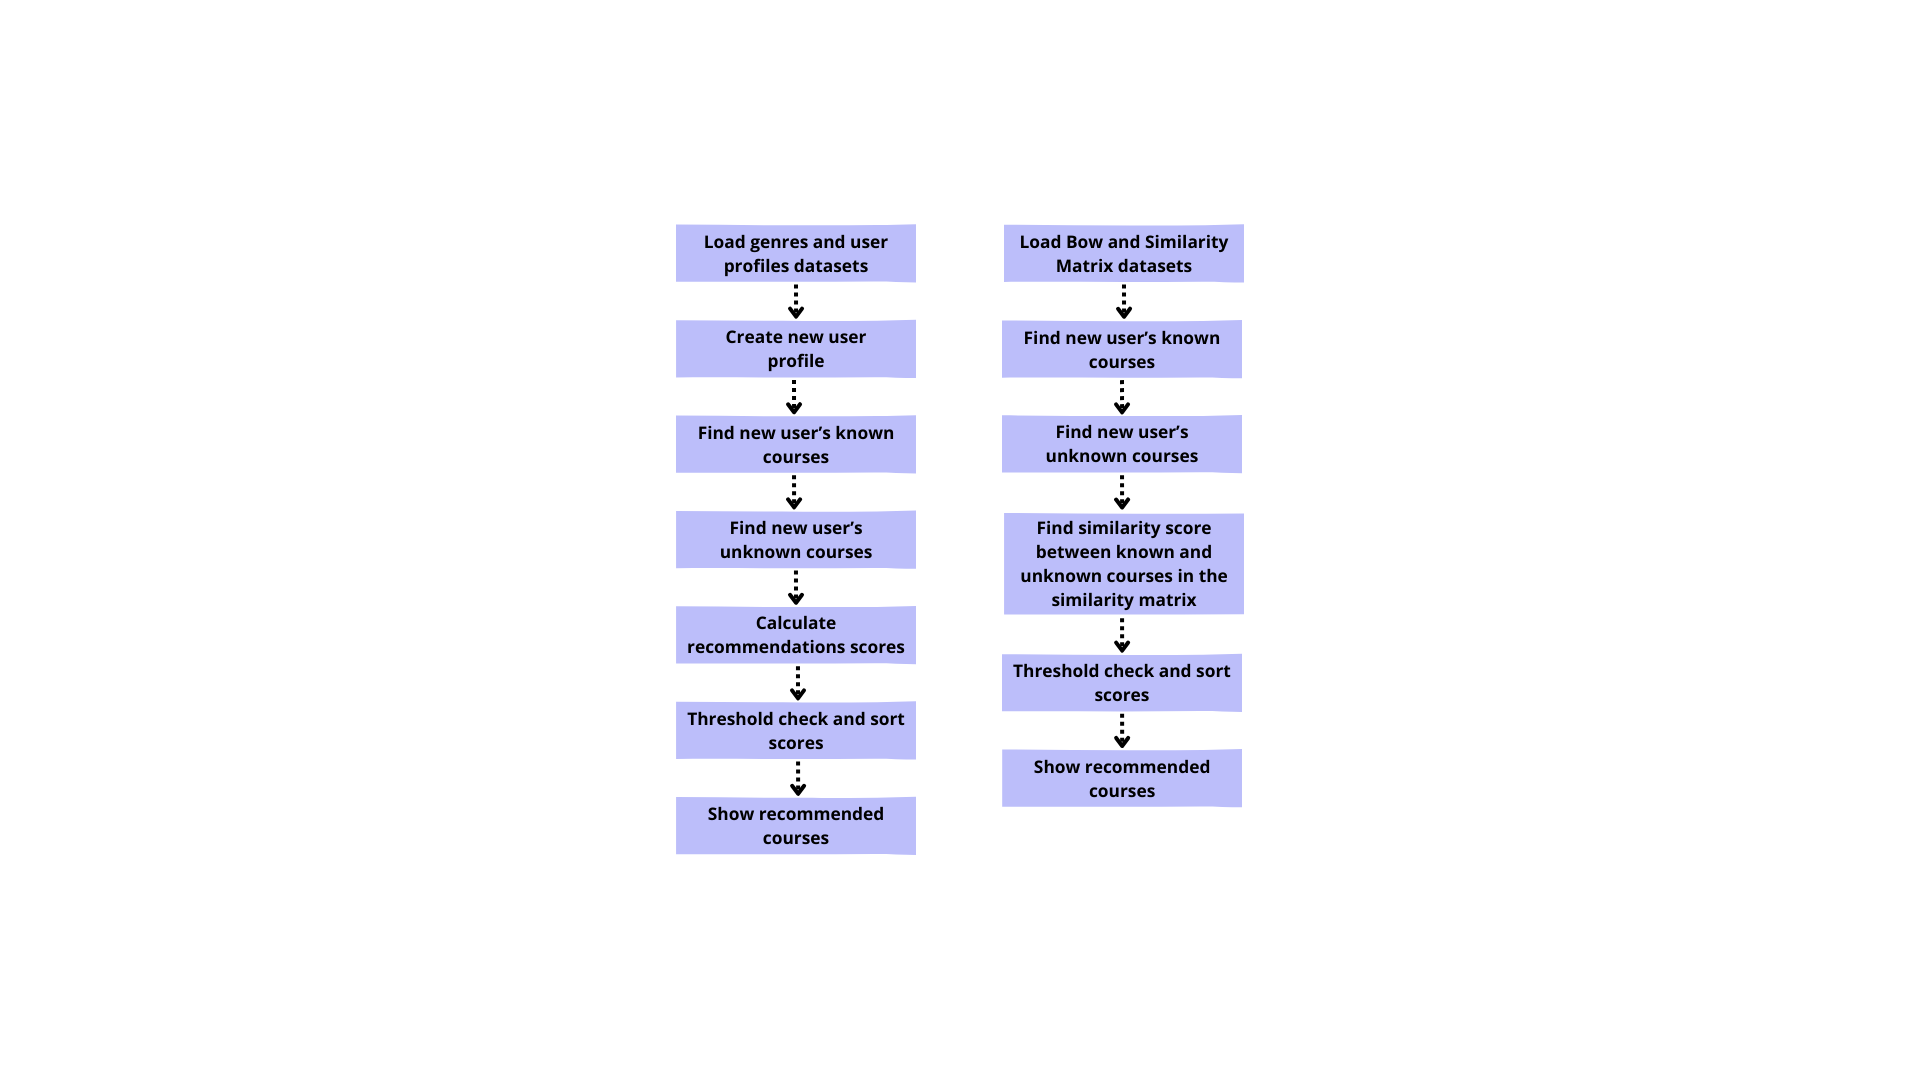 Load genres and user
profiles datasets
Create new user
profile
Find new user’s known
courses
Find new user’s
unknown courses
Calculate
recommendations scores
Threshold check and sort
scores
Show recommended
courses
Load Bow and Similarity
Matrix datasets
Find new user’s known
courses
Find new user’s
unknown courses
Find similarity score
between known and
unknown courses in the
similarity matrix
Threshold check and sort
scores
Show recommended
courses